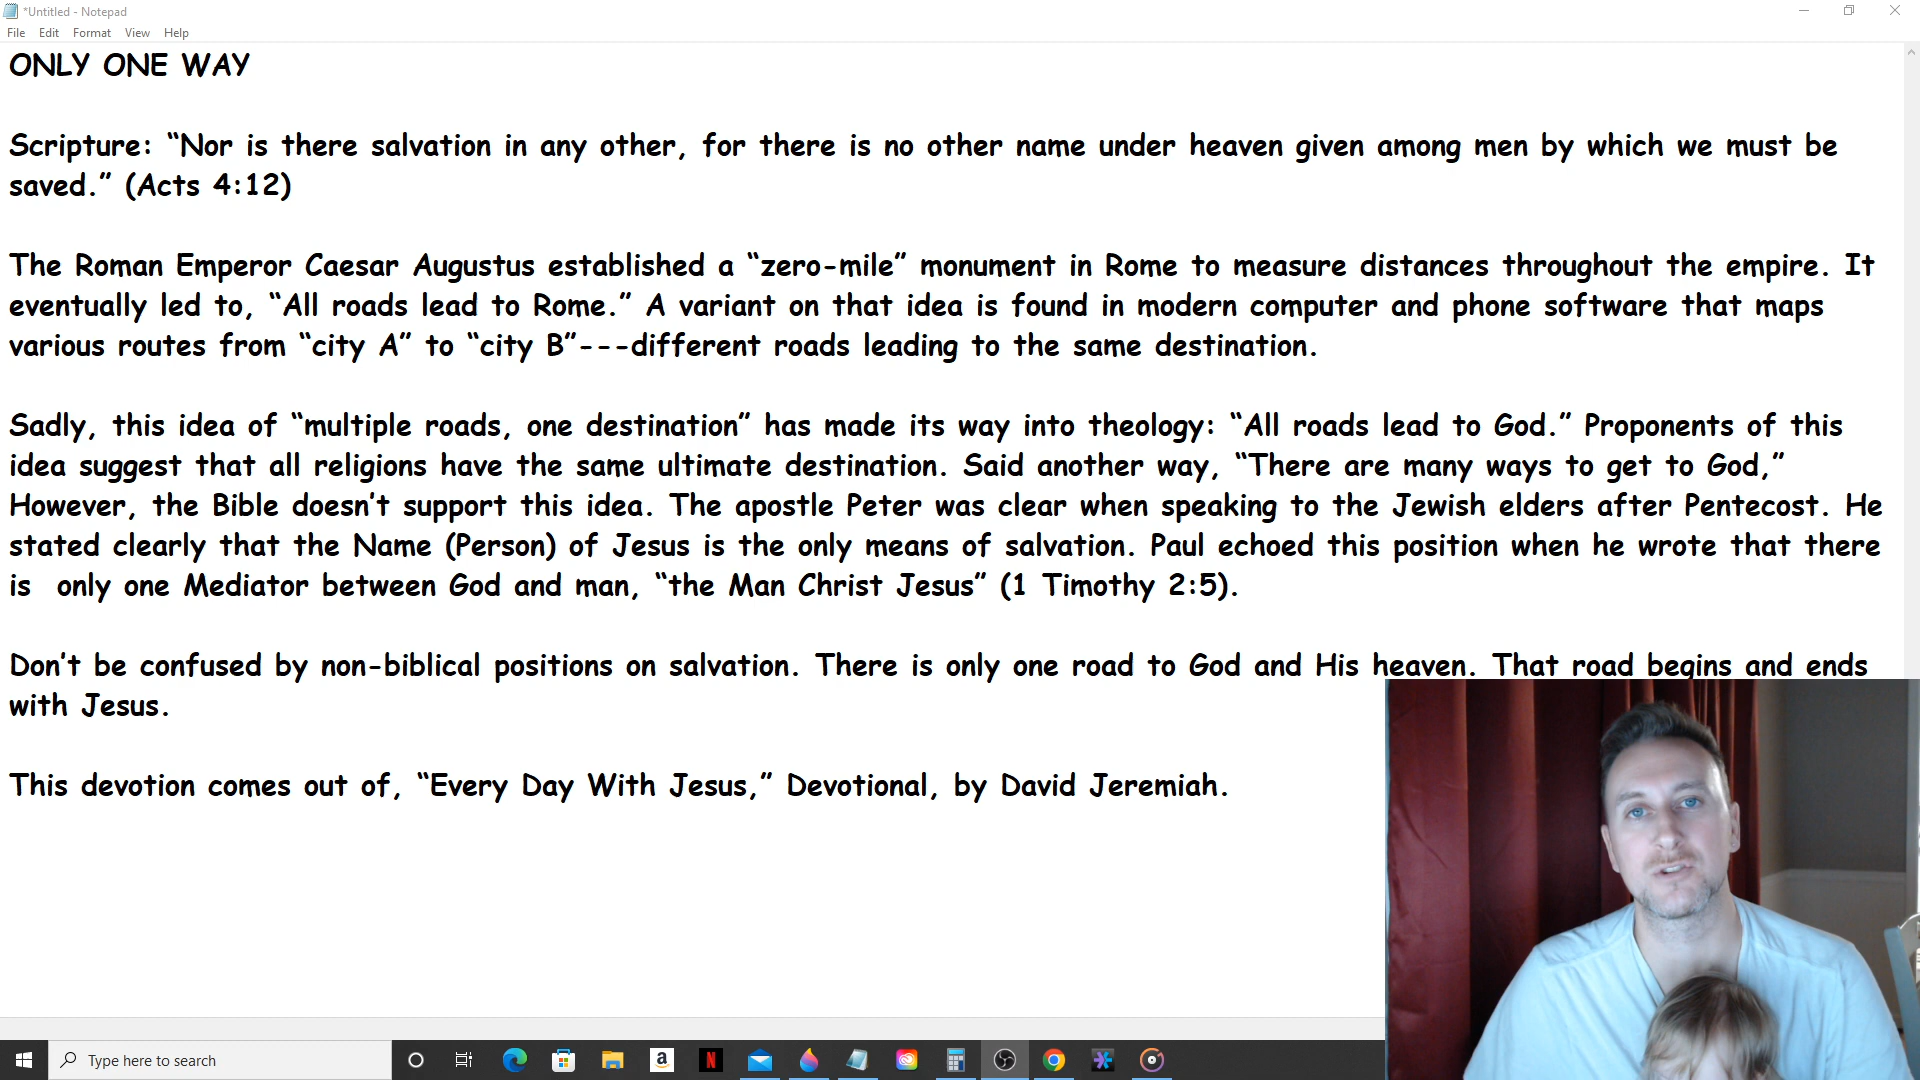 *Untitled - Notepad
File Edit Format View Help
ONLY ONE WAY
Scripture: “Nor is there salvation in any other, for there is no other name under heaven given among men by which we must be
saved.” (Acts 4:12)
The Roman Emperor Caesar Augustus established a “zero-mile” monument in Rome to measure distances throughout the empire. It
eventually led to, “All roads lead to Rome.” A variant on that idea is found in modern computer and phone software that maps
various routes from “city A” to “city B”---different roads leading to the same destination.
Sadly, this idea of “multiple roads, one destination” has made its way into theology: “All roads lead to God.” Proponents of this
idea suggest that all religions have the same ultimate destination. Said another way, “There are many ways to get to God,”
However, the Bible doesn’t support this idea. The apostle Peter was clear when speaking to the Jewish elders after Pentecost. He
stated clearly that the Name (Person) of Jesus is the only means of salvation. Paul echoed this position when he wrote that there
is  only one Mediator between God and man, “the Man Christ Jesus” (1 Timothy 2:5).
Don’t be confused by non-biblical positions on salvation. There is only one road to God and His heaven. That road begins and ends
with Jesus.
This devotion comes out of, “Every Day With Jesus,” Devotional, by David Jeremiah.
Type here to search
a
N